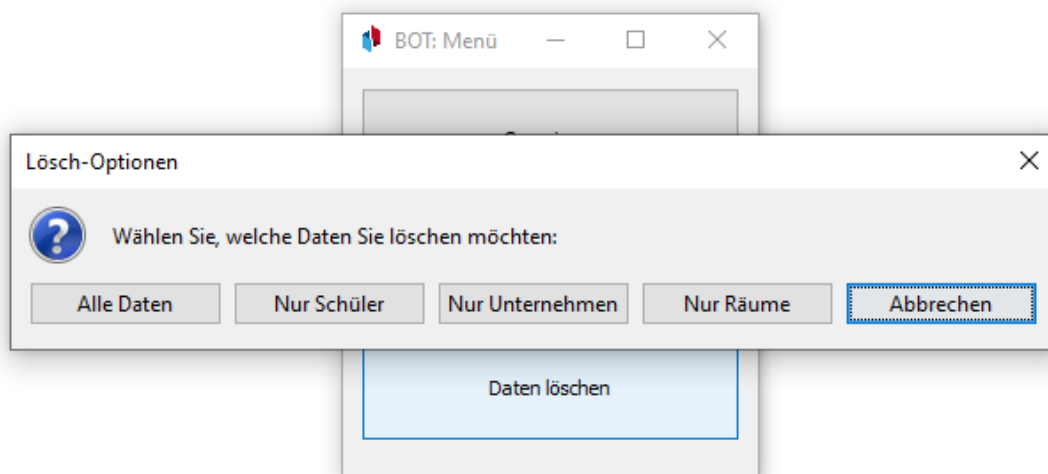 BOT: Menü
Lösch-Optionen
Wählen Sie, welche Daten Sie löschen möchten:
Alle Daten
Nur Schüler
Nur Unternehmen
Nur Räume
Abbrechen
Daten löschen